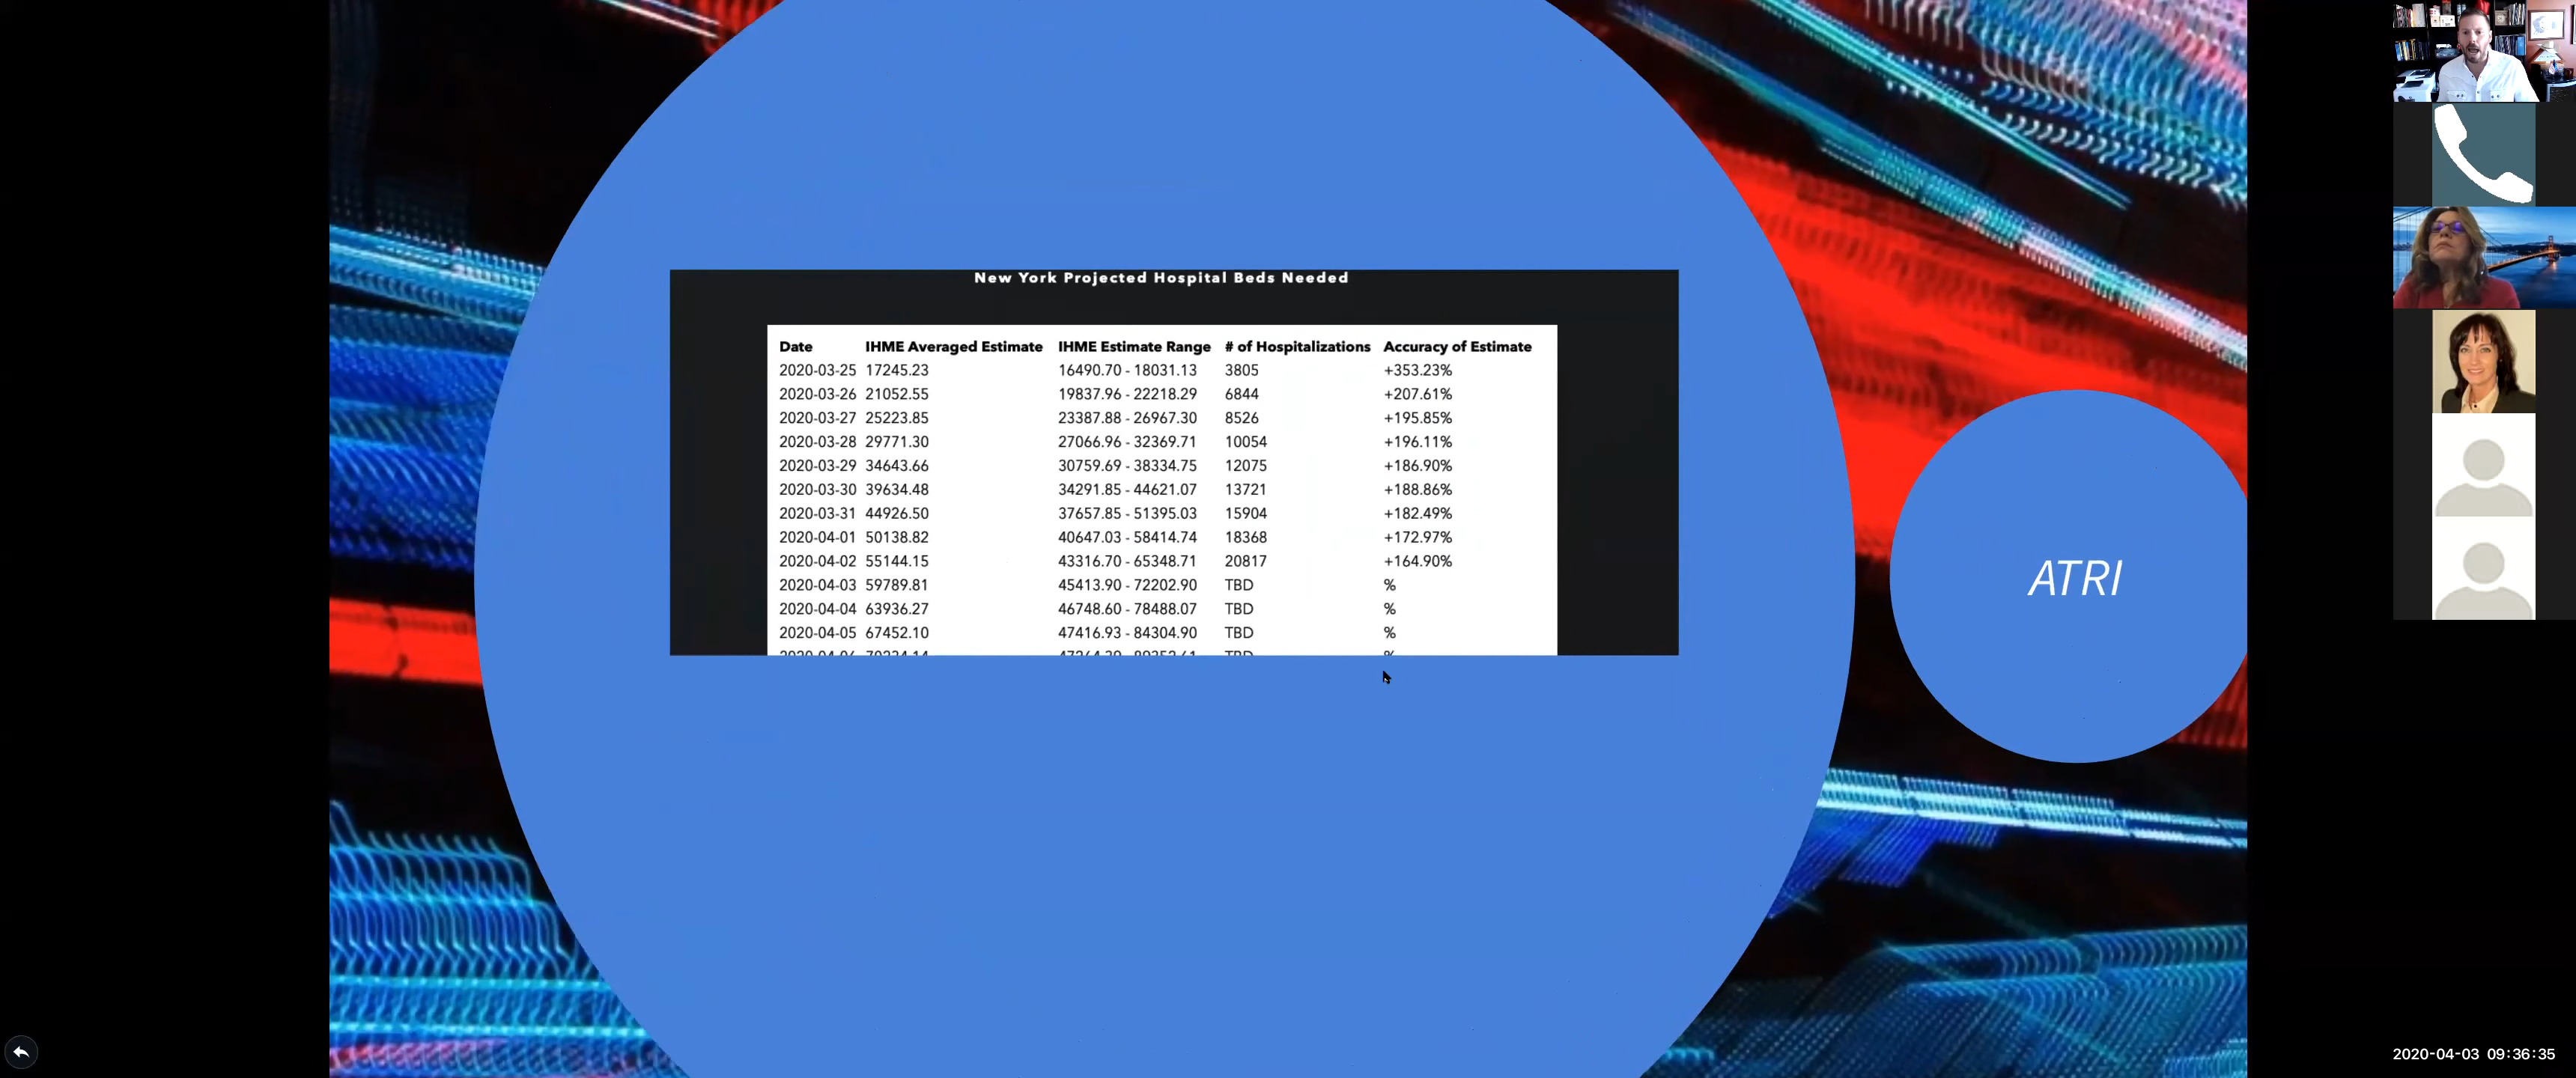 New York Projected Hospital Beds Needed
Date IHME Averaged Estimate IHME Estimate Range # of Hospitalizations Accuracy of Estimate
2020-03-25 17245.23 16490.70 - 18031.13 3805 +353.23%
2020-03-26 21052.55 19837.96 - 22218.29 6844 +207.61%
2020-03-27 25223.85 23387.88 - 26967.30 8526 +195.85%
2020-03-28 29771.30 27066.96 - 32369.71 10054 +196.11%
2020-03-29 34643.66 30759.69 - 38334.75 12075 +186.90%
2020-03-30 39634.48 34291.85 - 44621.07 13721 +188.86%
2020-03-31 44926.50 37657.85 - 51395.03 15904 +182.49%
2020-04-01 50138.82 40647.03 - 58414.74 18368 +172.97%
2020-04-02 55144.15 43316.70 - 65348.71 20817 +164.90%
2020-04-03 59789.81 45413.90 - 72202.90 TBD %
2020-04-04 63936.27 46748.60 - 78488.07 TBD %
2020-04-05 67452.10 47416.93 - 84304.90 TBD %
ATRI
2020-04-03 09:36:35